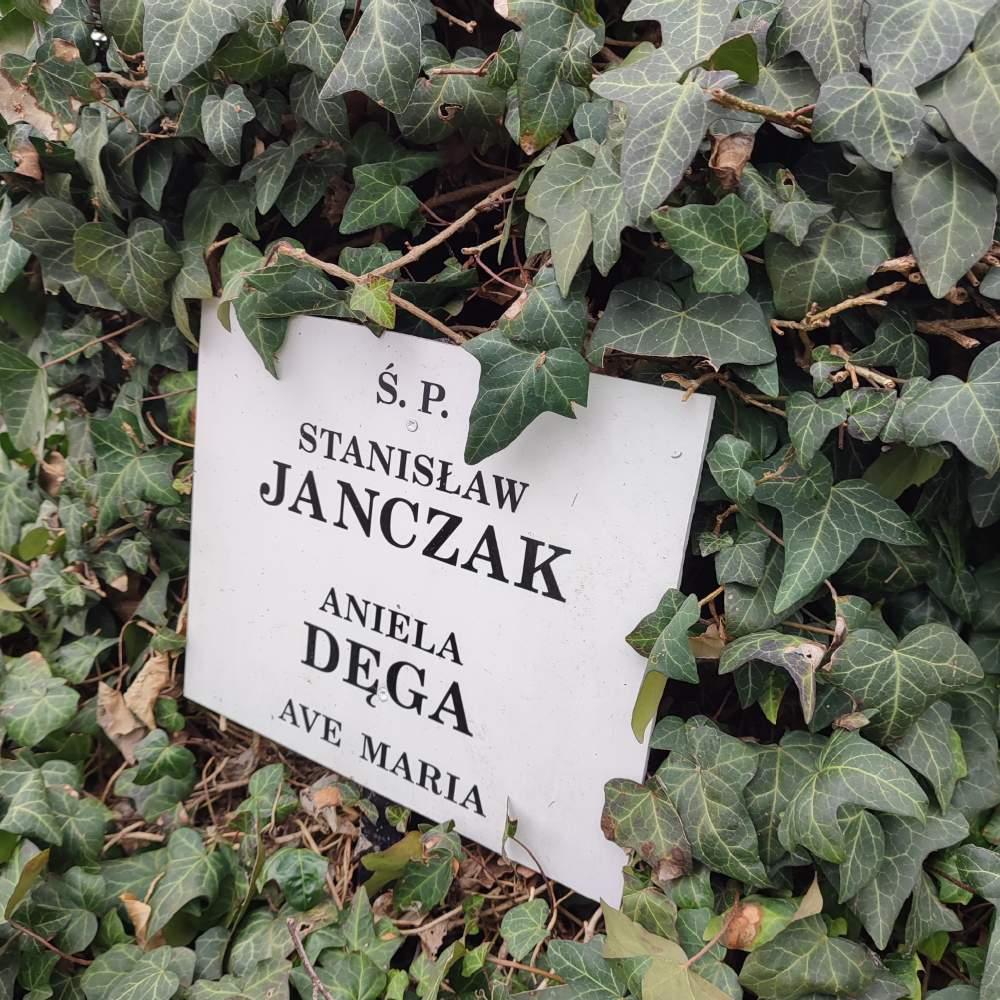 Ś. P.
STANISŁAW
JANCZAK
ANIELA
DĘGA
AVE MARIA